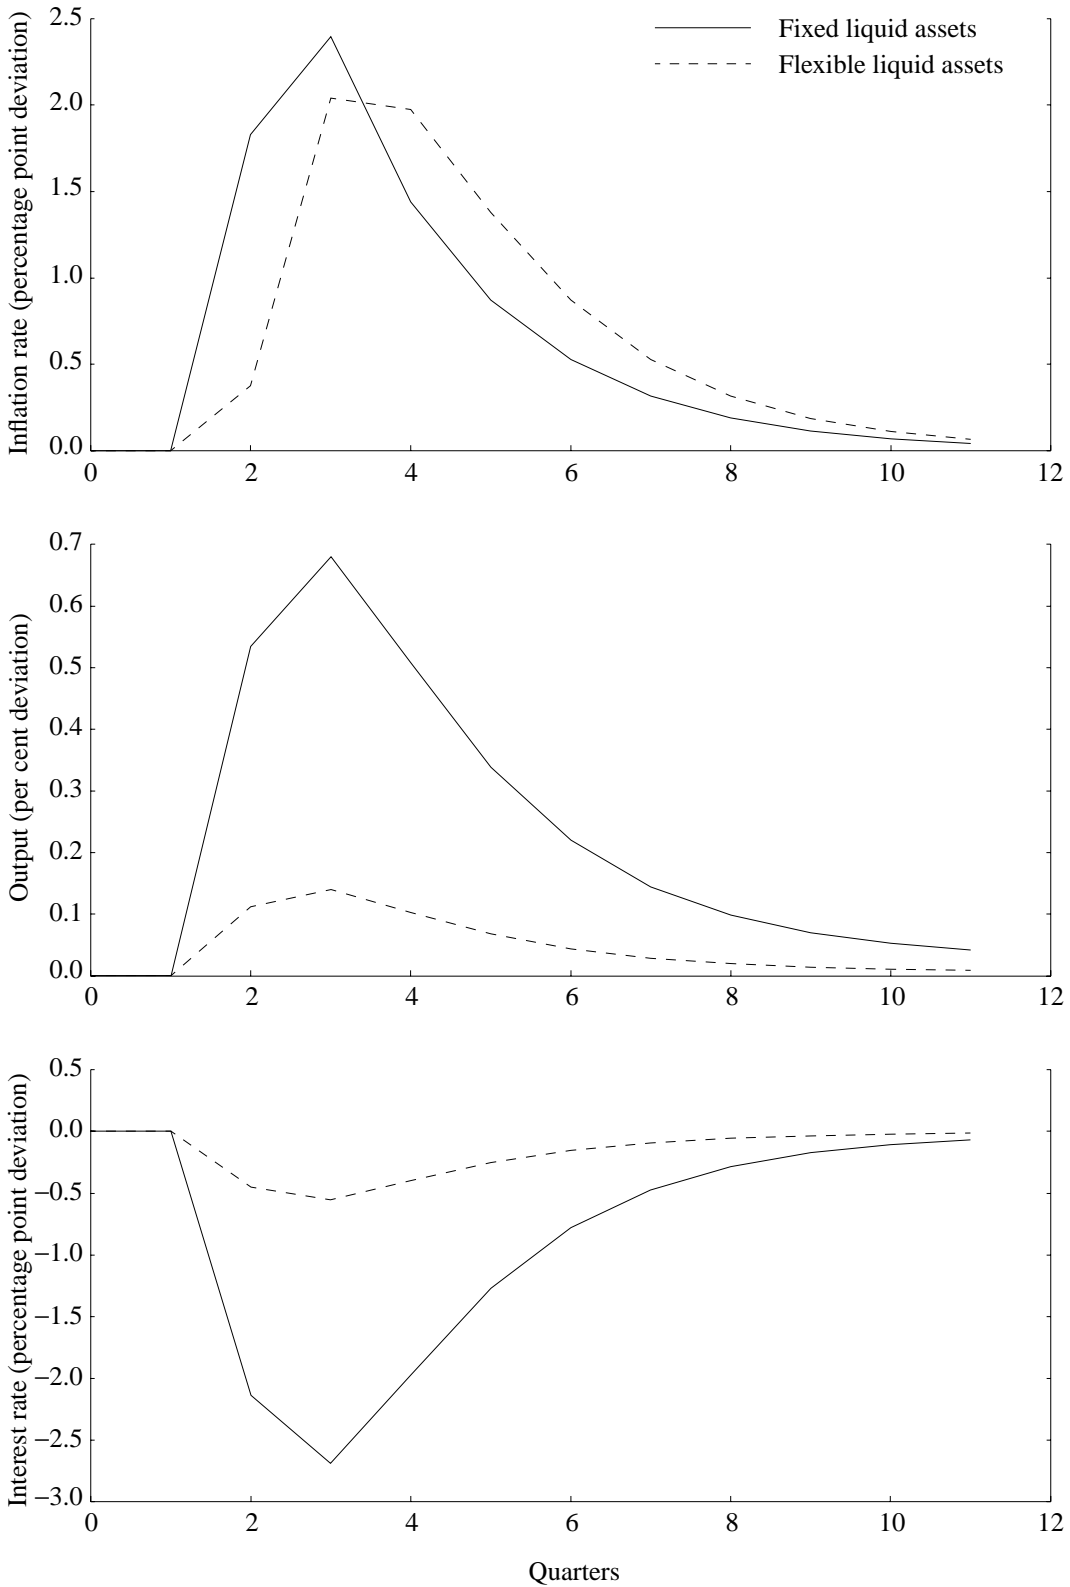 Fixed liquid assets
Flexible liquid assets
Inflation rate (percentage point deviation)
2.5
2.0
1.5
1.0
0.5
0.0
0 2 4 6 8 10 12
Output (per cent deviation)
0.7
0.6
0.5
0.4
0.3
0.2
0.1
0.0
0 2 4 6 8 10 12
Interest rate (percentage point deviation)
0.5
0.0
−0.5
−1.0
−1.5
−2.0
−2.5
−3.0
0 2 4 6 8 10 12
Quarters